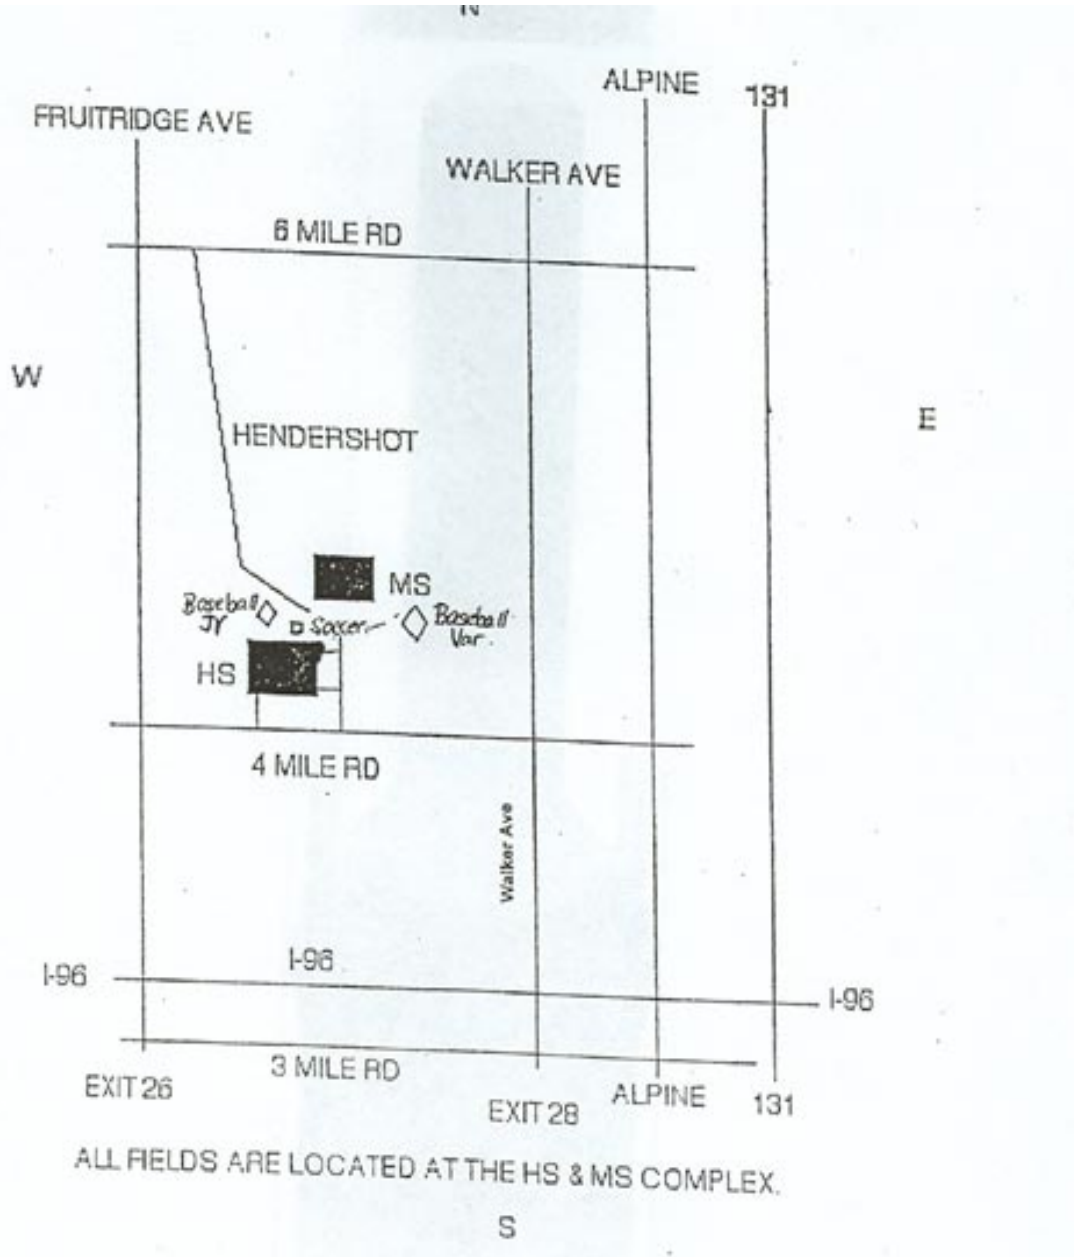 N
ALPINE
131
FRUITRIDGE AVE
WALKER AVE
6 MILE RD
W
E
HENDERSHOT
MS
Baseball
JV
Soccer
Baseball
Var.
HS
4 MILE RD
Walker Ave
I-96
I-96
I-96
3 MILE RD
EXIT 26
EXIT 28
ALPINE
131
ALL FIELDS ARE LOCATED AT THE HS & MS COMPLEX.
S